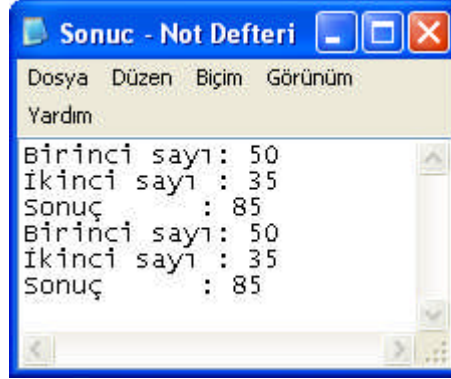 Sonuc - Not Defteri
Dosya Düzen Biçim Görünüm
Yardım
Birinci sayı: 50
İkinci sayı : 35
Sonuç      : 85
Birinci sayı: 50
İkinci sayı : 35
Sonuç      : 85